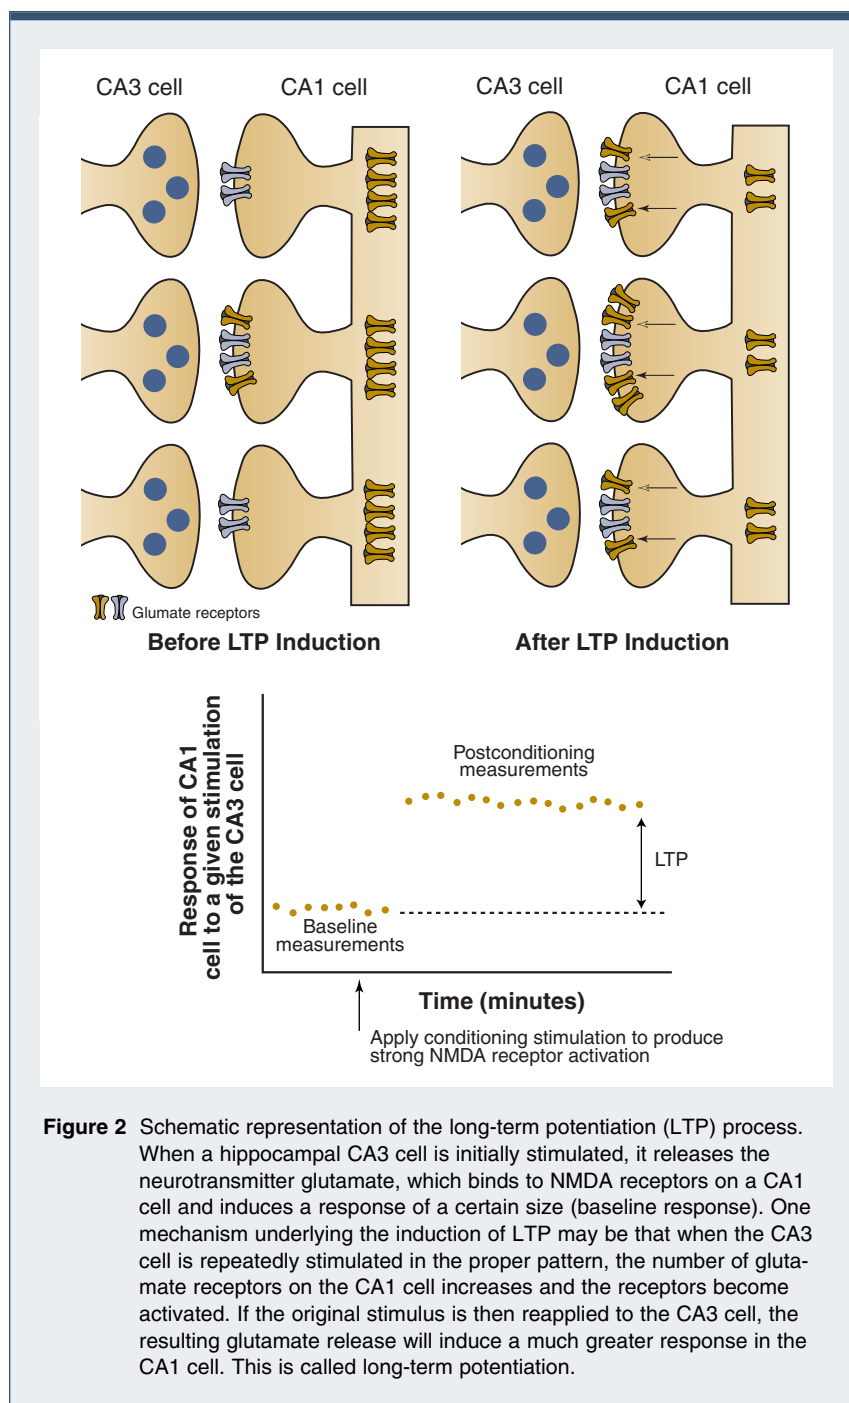 CA3 cell
CA1 cell
CA3 cell
CA1 cell
Glumate receptors
Before LTP Induction
After LTP Induction
Response of CA1
cell to a given stimulation
of the CA3 cell
Postconditioning
measurements
LTP
Baseline
measurements
Time (minutes)
Apply conditioning stimulation to produce
strong NMDA receptor activation
Figure 2 Schematic representation of the long-term potentiation (LTP) process.
When a hippocampal CA3 cell is initially stimulated, it releases the
neurotransmitter glutamate, which binds to NMDA receptors on a CA1
cell and induces a response of a certain size (baseline response). One
mechanism underlying the induction of LTP may be that when the CA3
cell is repeatedly stimulated in the proper pattern, the number of gluta-
mate receptors on the CA1 cell increases and the receptors become
activated. If the original stimulus is then reapplied to the CA3 cell, the
resulting glutamate release will induce a much greater response in the
CA1 cell. This is called long-term potentiation.